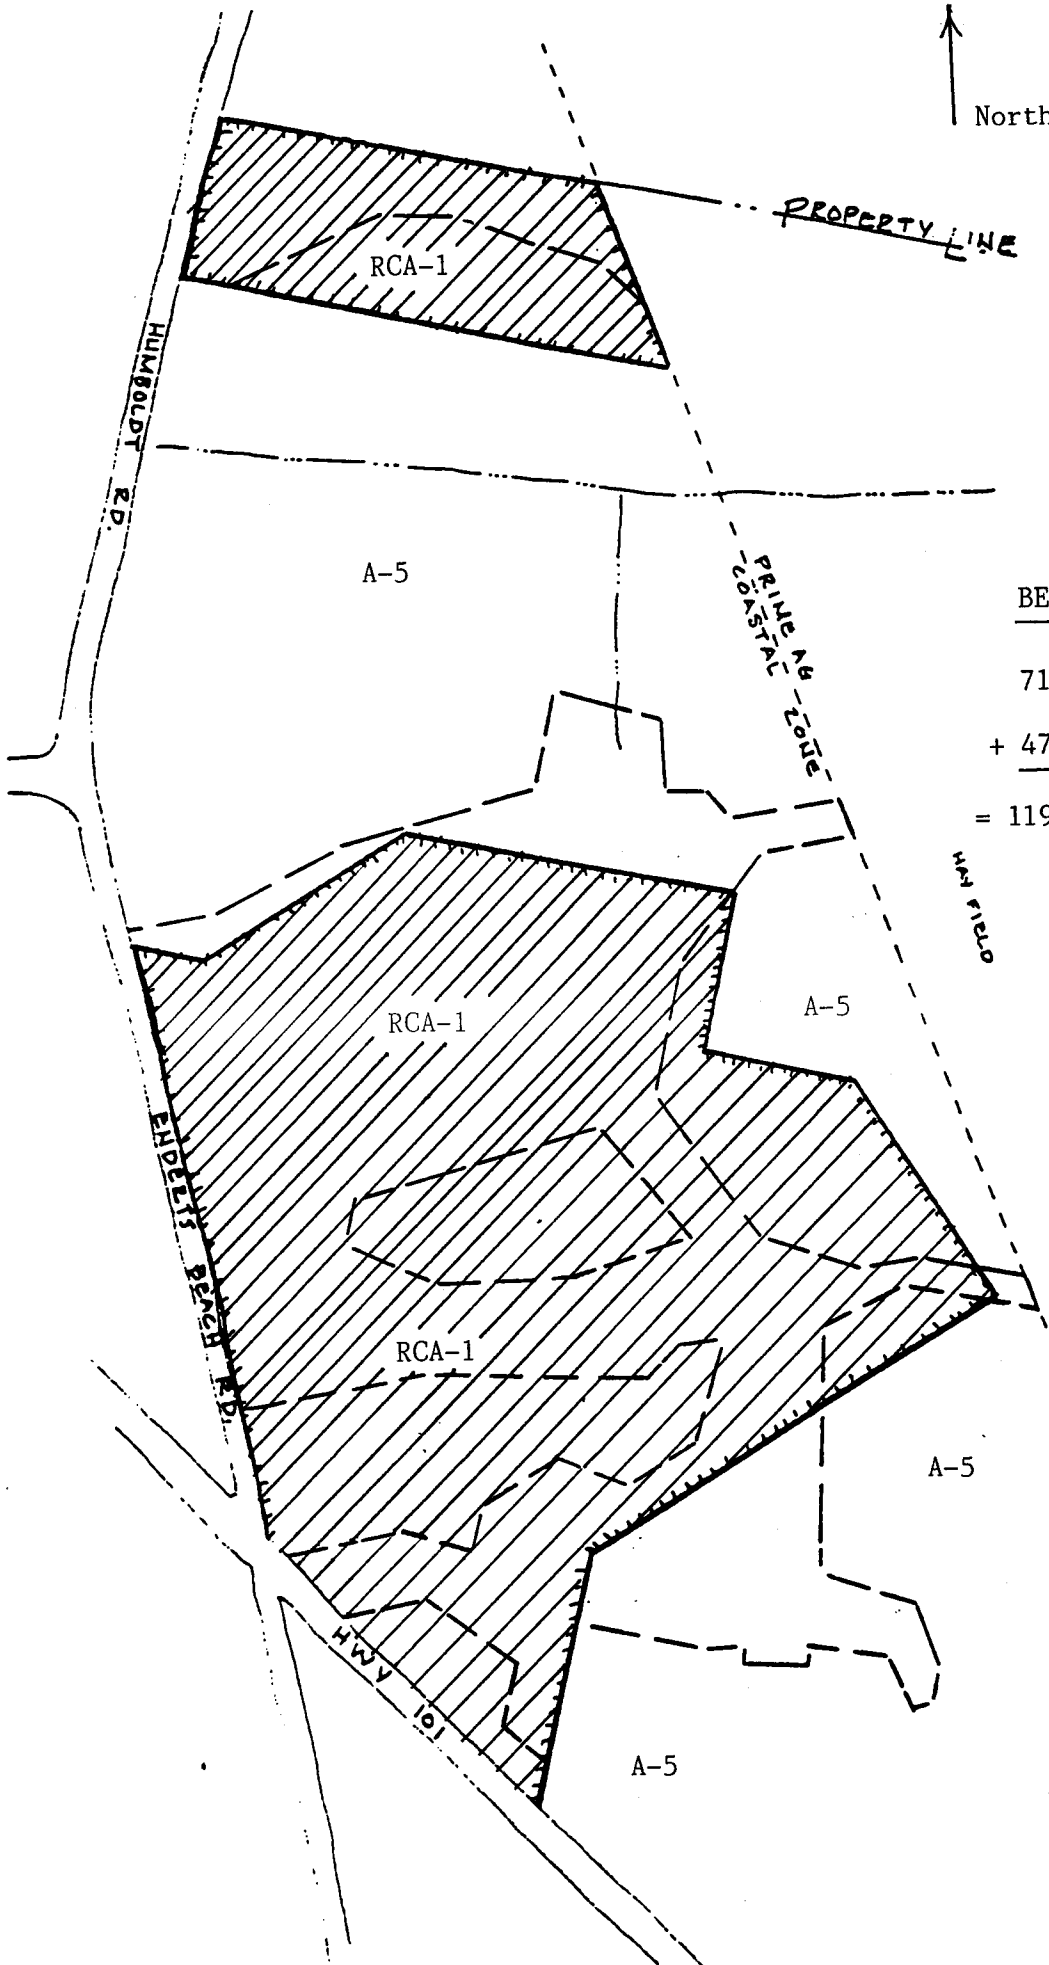 North
PROPERTY LINE
RCA-1
HUMBOLDT RD.
A-5
PRIME AG
COASTAL ZONE
BE
71
+ 47
= 119
HAY FIELD
A-5
RCA-1
ENDERTS BEACH RD.
RCA-1
A-5
HWY 101
A-5